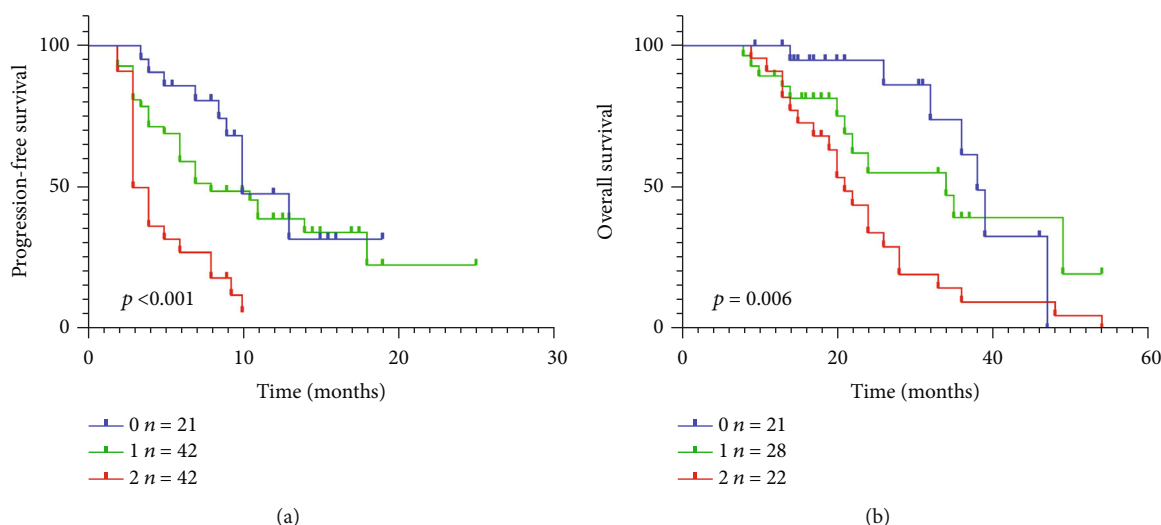 100
50
0
Progression-free survival
p <0.001
0 10 20 30
Time (months)
0 n = 21
1 n = 42
2 n = 42
(a)
100
50
0
Overall survival
p = 0.006
0 20 40 60
Time (months)
0 n = 21
1 n = 28
2 n = 22
(b)